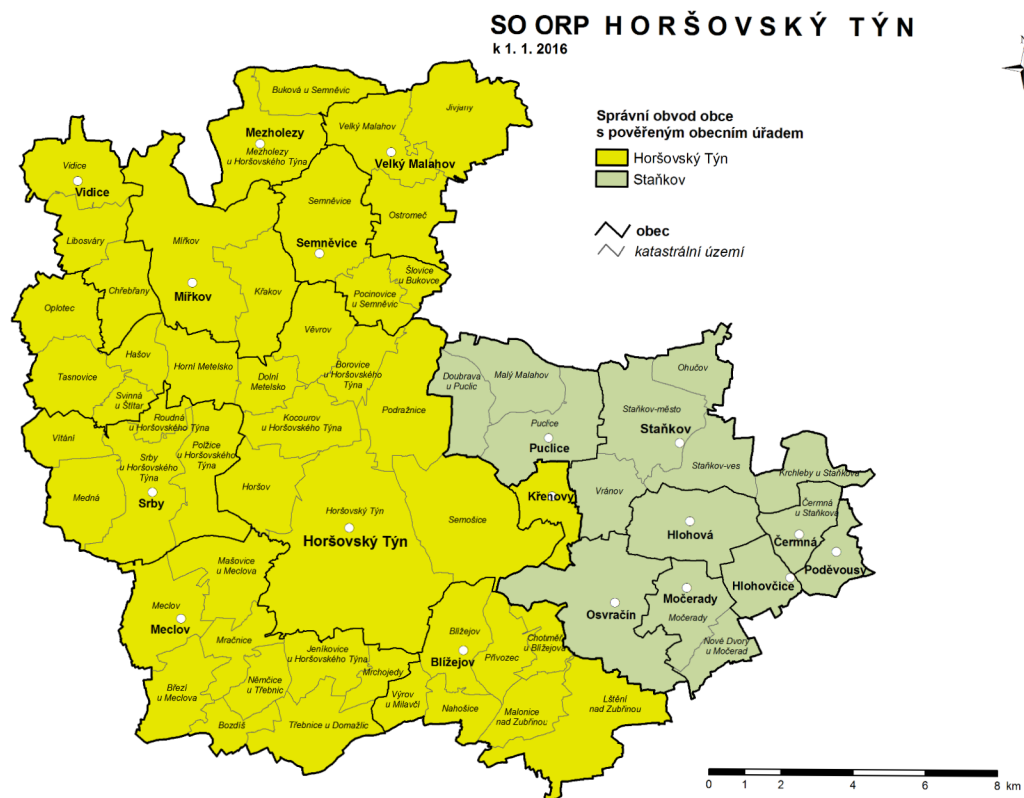 SO ORP HORŠOVSKÝ TÝN
k 1. 1. 2016
N
Správní obvod obce
s pověřeným obecním úřadem
Horšovský Týn
Staňkov
obec
katastrální území
Buková u Semněvic
Jivjany
Mezholezy
Mezholezy
u Horšovského Týna
Velký Malahov
Velký Malahov
Vidice
Vidice
Semněvice
Semněvice
Ostromeč
Libosváry
Mířkov
Mířkov
Křakov
Šlovice
u Bukovce
Pocinovice
u Semněvic
Chřebřany
Oplotec
Věvrov
Hašov
Horní Metelsko
Tasnovice
Dolní
Metelsko
Borovice
u Horšovského
Týna
Svinná
u Štítar
Podražnice
Doubrava
u Puclic
Malý Malahov
Ohučov
Staňkov-město
Staňkov
Staňkov-ves
Puclice
Puclice
Roudná
u Horšovského Týna
Kocourov
u Horšovského Týna
Vítání
Srby
u Horšovského
Týna
Polžice
u Horšovského
Týna
Srby
Medná
Horšov
Horšovský Týn
Horšovský Týn
Semošice
Křenovy
Vránov
Krchleby u Staňkova
Čermná
u Staňkova
Čermná
Hlohová
Poděvousy
Hlohovčice
Mašovice
u Meclova
Meclov
Meclov
Osvračín
Močerady
Močerady
Nové Dvory
u Močerad
Mračnice
Blížejov
Blížejov
Chotměř
u Blížejova
Přívozec
Jeníkovice
u Horšovského Týna
Mrchojedy
Březí
u Meclova
Němčice
u Třebnic
Výrov
u Milavčí
Nahošice
Malonice
nad Zubřinou
Lštění
nad Zubřinou
Bozdíš
Třebnice u Domažlic
0 1 2 4 6 8 km